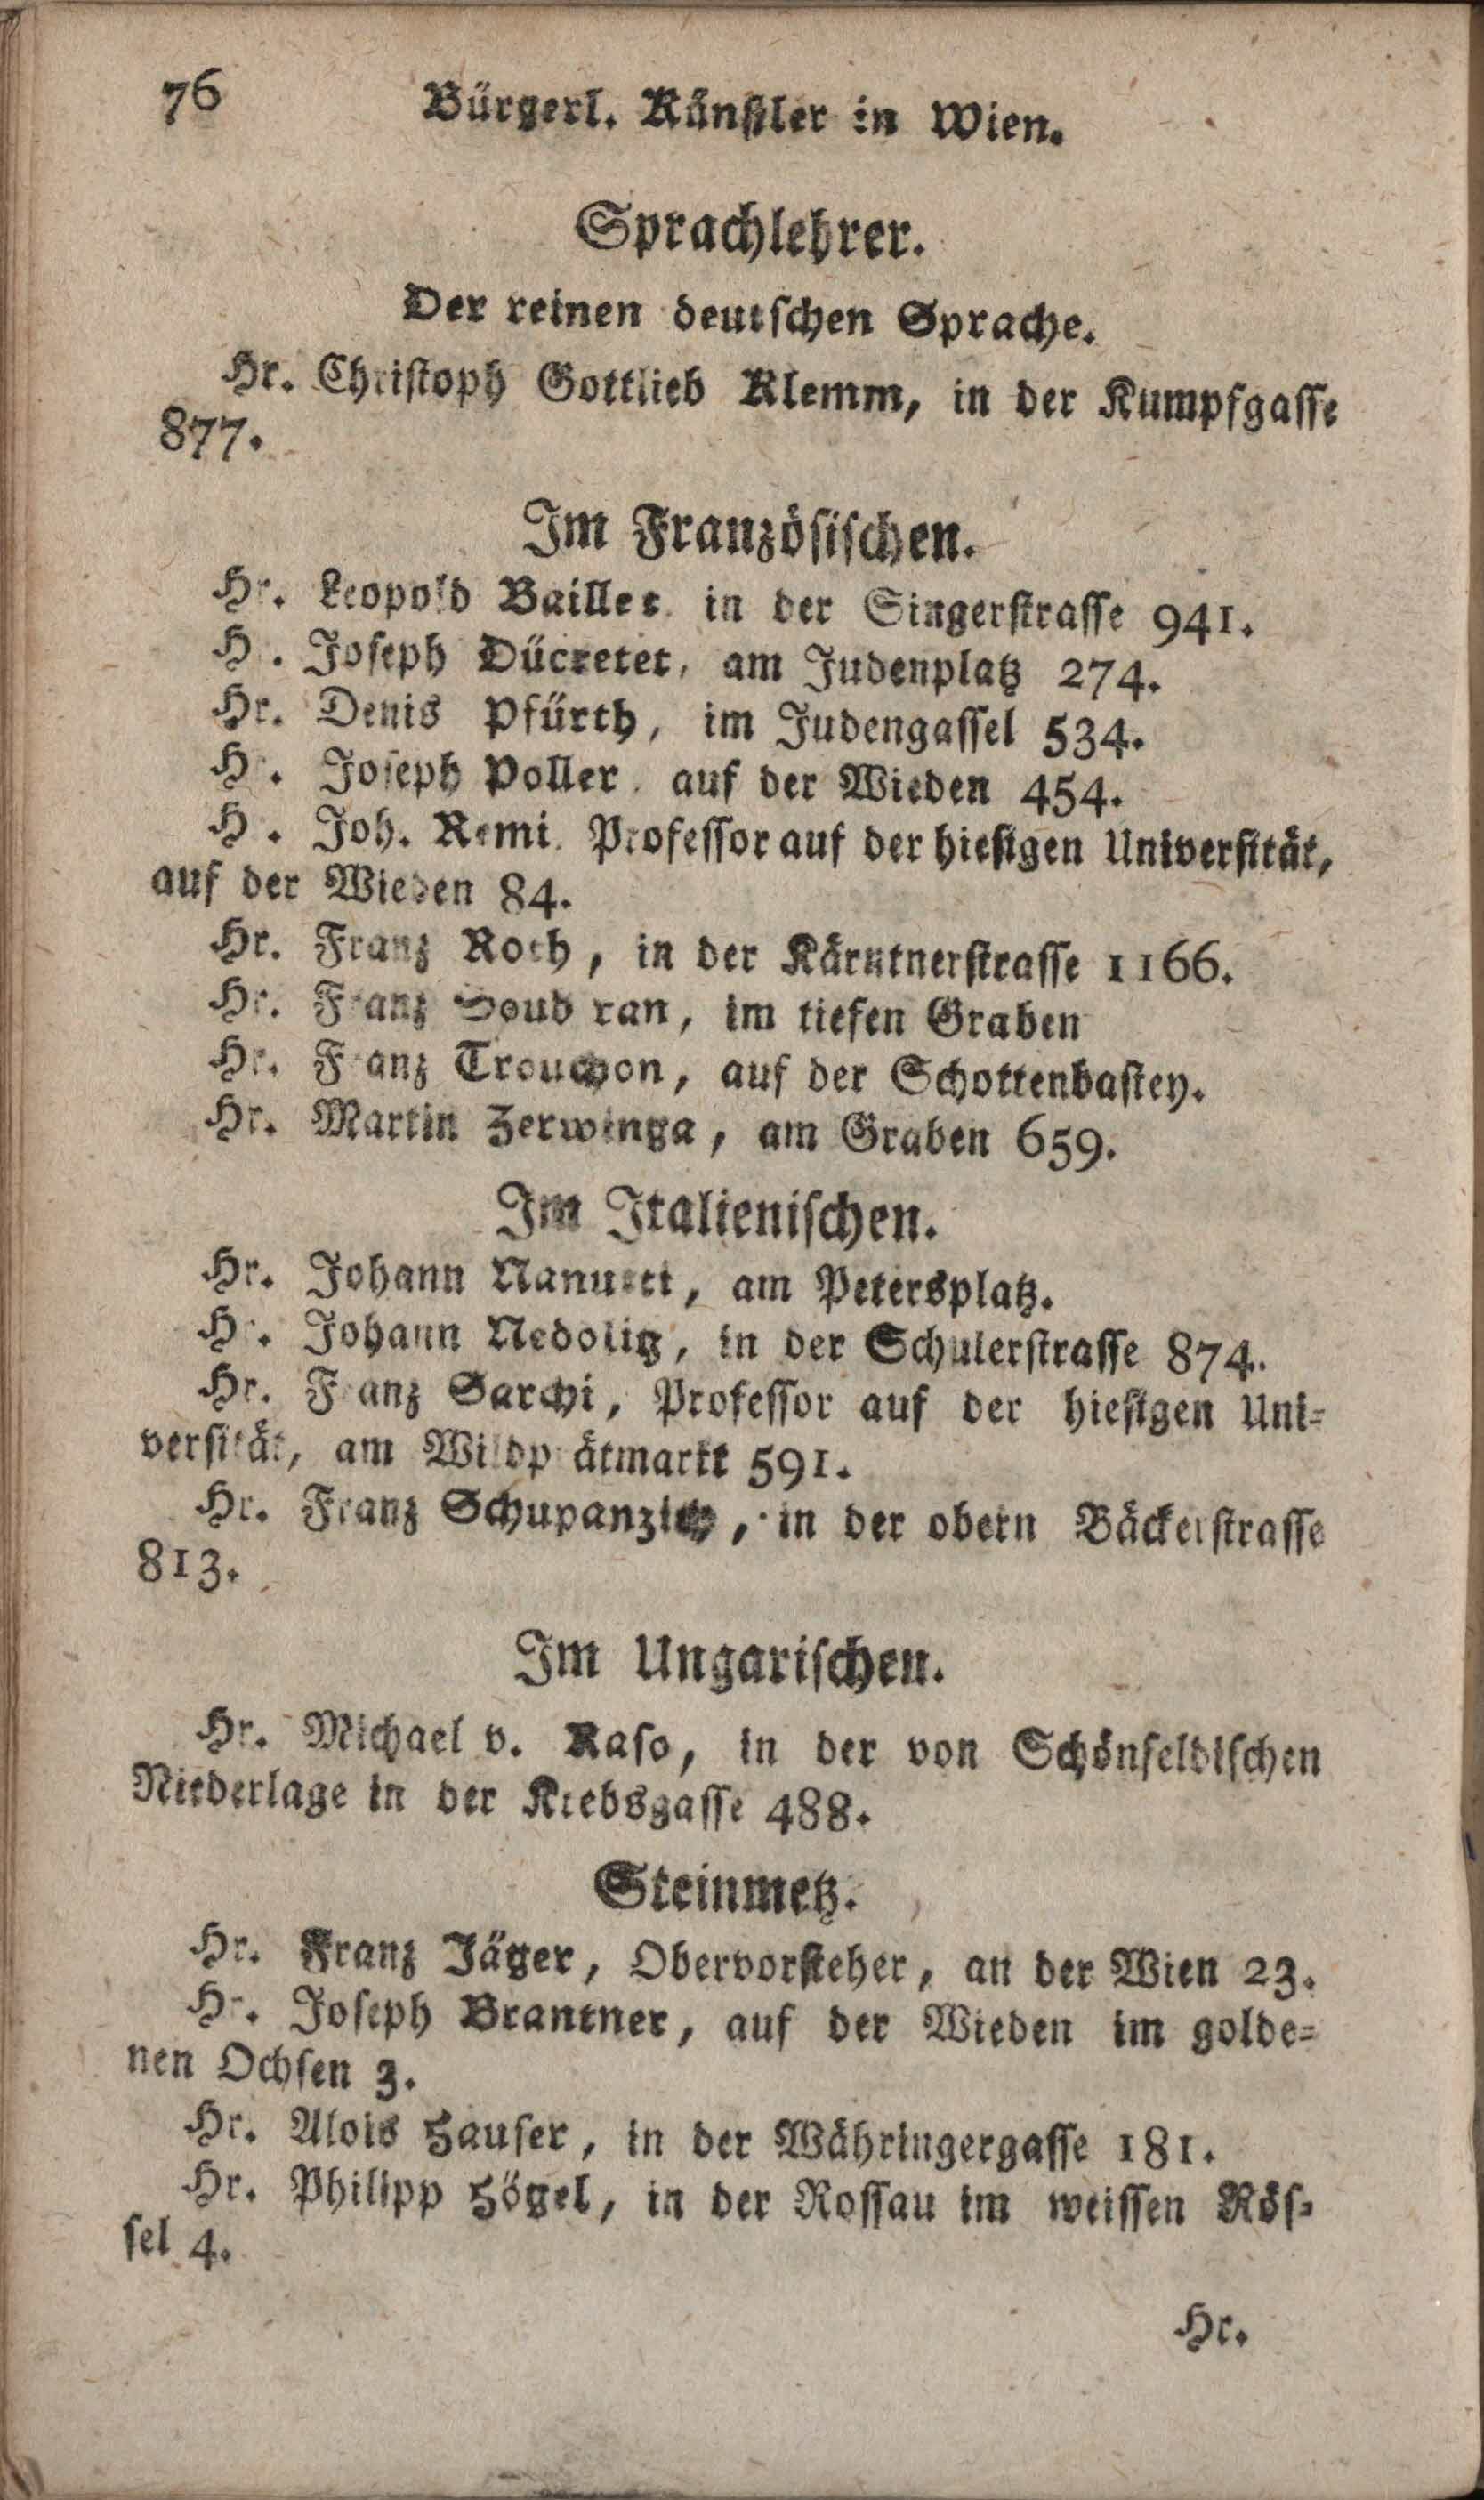 76 Bürgerl. Künstler in Wien.
Sprachlehrer.
Der reinen deutschen Sprache.
Hr. Christoph Gottlieb Klemm, in der Kumpfgasse
877.
Im Französischen.
Hr. Leopold Baillet in der Singerstrasse 941.
H . Joseph Dücretet, am Judenplatz 274.
Hr. Denis Pfürth, im Judengassel 534.
H . Joseph Poller auf der Wieden 454.
H . Joh. Remi Professor auf der hiesigen Universität,
auf der Wieden 84.
Hr. Franz Roth, in der Kärntnerstrasse 1166.
Hr. Franz im tiefen Graben
Hr. Franz Trouchon, auf der Schottenbastey.
Hr. Martin Zerwinga, am Graben 659.
Im Italienischen.
Hr. Johann am Petersplatz.
Hr. Johann Nedolitz, in der Schulerstrasse 874.
Hr. Franz Sarchi, Professor auf der hiesigen Uni=
versität, am Wildprätmarkt 591.
Hr. Franz Schupanzitz, in der obern Bäckerstrasse
813.
Im Ungarischen.
Hr. Michael v. Raso, in der von Schönfeldischen
Niederlage in der Krebsgasse 488.
Steinmetz.
Hr. Franz Jäger, Obervorsteher, an der Wien 23.
Hr. Joseph Brantner, auf der Wieden im golde=
nen Ochsen 3.
Hr. Alois Hauser, in der Währingergasse 181.
Hr. Philipp Högel, in der Rossau im weissen Rös=
sel 4.
Hr.